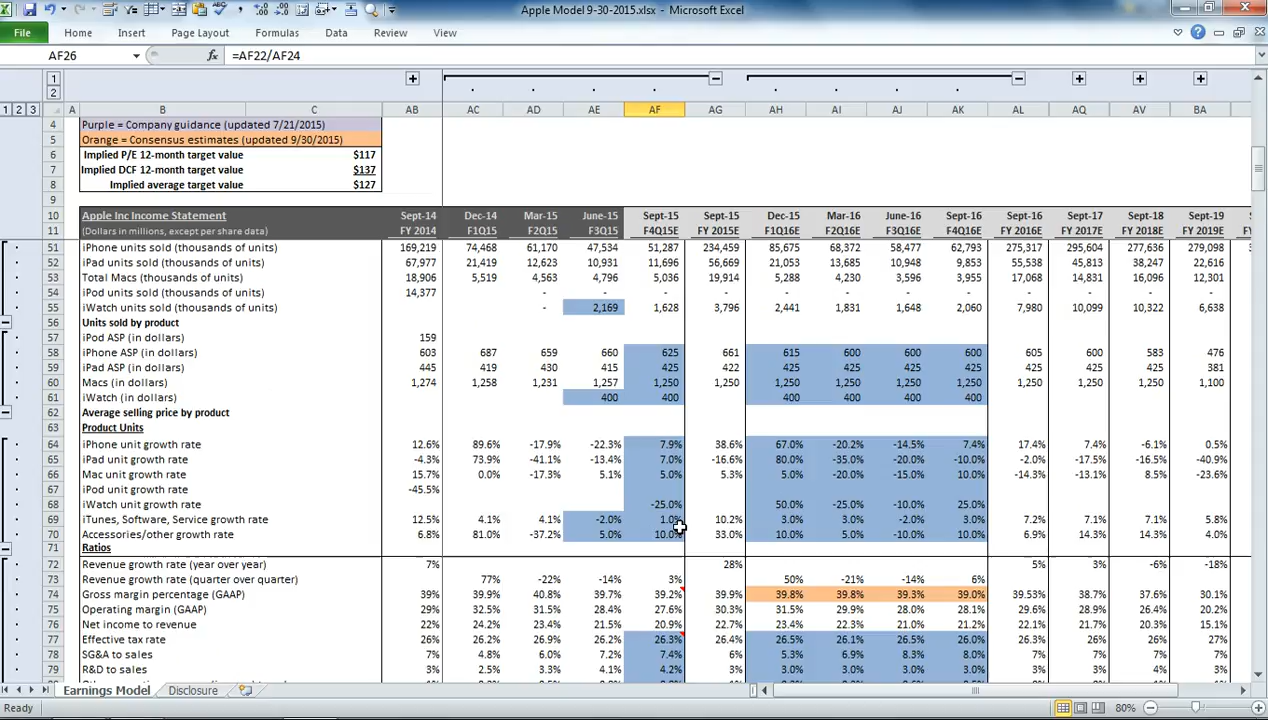 Apple Model 9-30-2015.xlsx - Microsoft Excel
File Home Insert Page Layout Formulas Data Review View
AF26 fx =AF22/AF24
1
2
1 2 3 A B C AB AC AD AE AF AG AH AI AJ AK AL AQ AV BA
4 Purple = Company guidance (updated 7/21/2015)
5 Orange = Consensus estimates (updated 9/30/2015)
6 Implied P/E 12-month target value $117
7 Implied DCF 12-month target value $137
8 Implied average target value $127
9
10 Apple Inc Income Statement Sept-14 Dec-14 Mar-15 June-15 Sept-15 Sept-15 Dec-15 Mar-16 June-16 Sept-16 Sept-16 Sept-17 Sept-18 Sept-19
11 (Dollars in millions, except per share data) FY 2014 F1Q15 F2Q15 F3Q15 F4Q15E FY 2015E F1Q16E F2Q16E F3Q16E F4Q16E FY 2016E FY 2017E FY 2018E FY 2019E
51 iPhone units sold (thousands of units) 169,219 74,468 61,170 47,534 51,287 234,459 85,675 68,372 58,477 62,793 275,317 295,604 277,636 279,098
52 iPad units sold (thousands of units) 67,977 21,419 12,623 10,931 11,696 56,669 21,053 13,685 10,948 9,853 55,538 45,813 38,247 22,616
53 Total Macs (thousands of units) 18,906 5,519 4,563 4,796 5,036 19,914 5,288 4,230 3,596 3,955 17,068 14,831 16,096 12,301
54 iPod units sold (thousands of units) 14,377 - - - - - - - - - - - -
55 iWatch units sold (thousands of units) - 2,169 1,628 3,796 2,441 1,831 1,648 2,060 7,980 10,099 10,322 6,638
56 Units sold by product
57 iPod ASP (in dollars) 159
58 iPhone ASP (in dollars) 603 687 659 660 625 661 615 600 600 600 605 600 583 476
59 iPad ASP (in dollars) 445 419 430 415 425 422 425 425 425 425 425 425 425 381
60 Macs (in dollars) 1,274 1,258 1,231 1,257 1,250 1,250 1,250 1,250 1,250 1,250 1,250 1,250 1,250 1,100
61 iWatch (in dollars) 400 400 400 400 400 400
62 Average selling price by product
63 Product Units
64 iPhone unit growth rate 12.6% 89.6% -17.9% -22.3% 7.9% 38.6% 67.0% -20.2% -14.5% 7.4% 17.4% 7.4% -6.1% 0.5%
65 iPad unit growth rate -4.3% 73.9% -41.1% -13.4% 7.0% -16.6% 80.0% -35.0% -20.0% -10.0% -2.0% -17.5% -16.5% -40.9%
66 Mac unit growth rate 15.7% 0.0% -17.3% 5.1% 5.0% 5.3% 5.0% -20.0% -15.0% 10.0% -14.3% -13.1% 8.5% -23.6%
67 iPod unit growth rate -45.5%
68 iWatch unit growth rate -25.0% 50.0% -25.0% -10.0% 25.0%
69 iTunes, Software, Service growth rate 12.5% 4.1% 4.1% -2.0% 1.0% 10.2% 3.0% 3.0% -2.0% 3.0% 7.2% 7.1% 7.1% 5.8%
70 Accessories/other growth rate 6.8% 81.0% -37.2% 5.0% 10.0% 33.0% 10.0% 5.0% -10.0% 10.0% 6.9% 14.3% 14.3% 4.0%
71 Ratios
72 Revenue growth rate (year over year) 7% 28% 5% 3% -6% -18%
73 Revenue growth rate (quarter over quarter) 77% -22% -14% 3% 50% -21% -14% 6%
74 Gross margin percentage (GAAP) 39% 39.9% 40.8% 39.7% 39.2% 39.9% 39.8% 39.8% 39.3% 39.0% 39.53% 38.7% 37.6% 30.1%
75 Operating margin (GAAP) 29% 32.5% 31.5% 28.4% 27.6% 30.3% 31.5% 29.9% 28.0% 28.1% 29.6% 28.9% 26.4% 20.2%
76 Net income to revenue 22% 24.2% 23.4% 21.5% 20.9% 22.7% 23.4% 22.3% 21.0% 21.2% 22.1% 21.7% 20.3% 15.1%
77 Effective tax rate 26% 26.2% 26.9% 26.2% 26.3% 26.4% 26.5% 26.1% 26.5% 26.0% 26% 26% 26% 27%
78 SG&A to sales 7% 4.8% 6.0% 7.2% 7.4% 6% 5.3% 6.9% 8.3% 8.0% 7% 7% 7% 7%
79 R&D to sales 3% 2.5% 3.3% 4.1% 4.2% 3% 3.0% 3.0% 3.0% 3.0% 3% 3% 4% 3%
Earnings Model Disclosure
Ready 80%